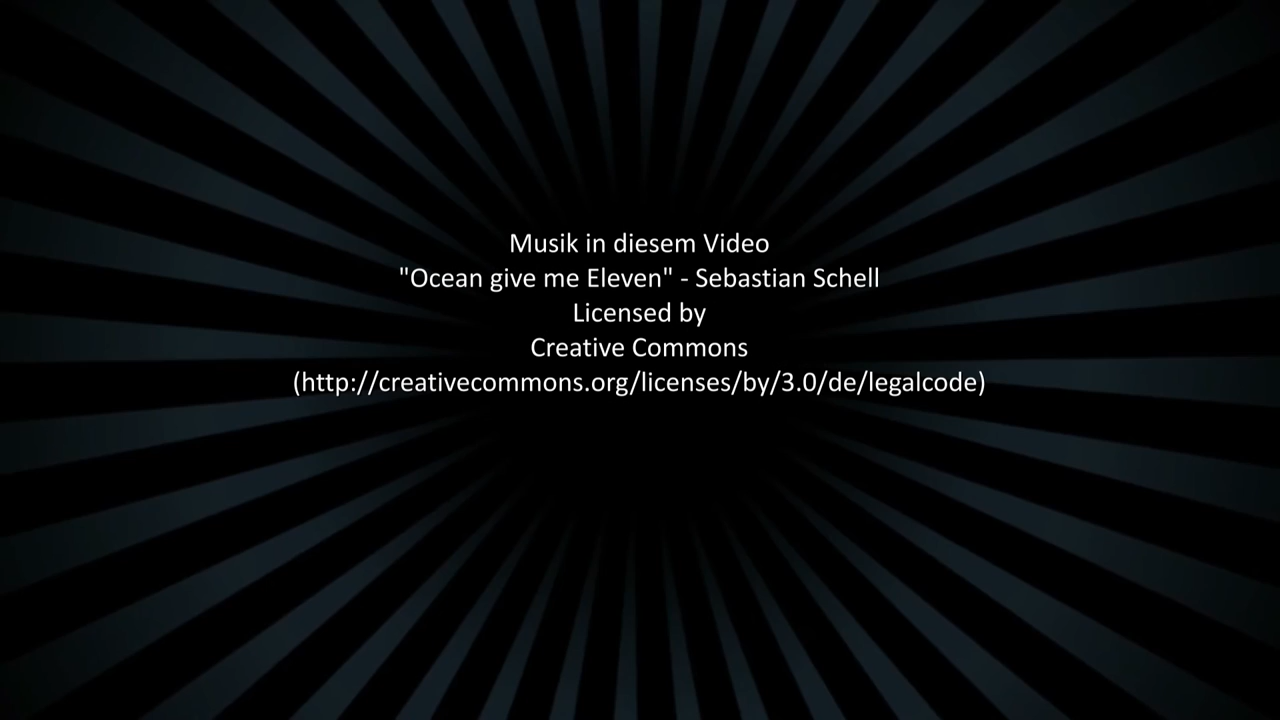 Musik in diesem Video
"Ocean give me Eleven" - Sebastian Schell
Licensed by
Creative Commons
(http://creativecommons.org/licenses/by/3.0/de/legalcode)